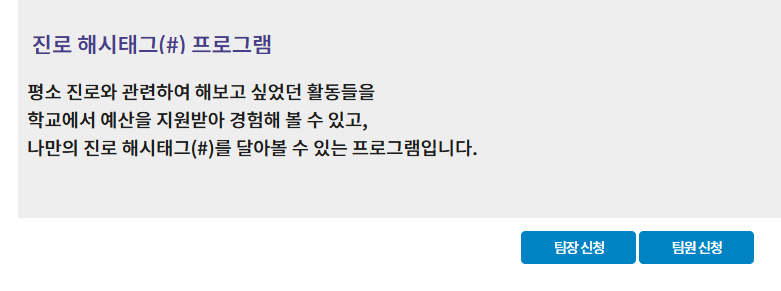 진로 해시태그(#) 프로그램
평소 진로와 관련하여 해보고 싶었던 활동들을
학교에서 예산을 지원받아 경험해 볼 수 있고,
나만의 진로 해시태그(#)를 달아볼 수 있는 프로그램입니다.
팀장 신청 팀원 신청